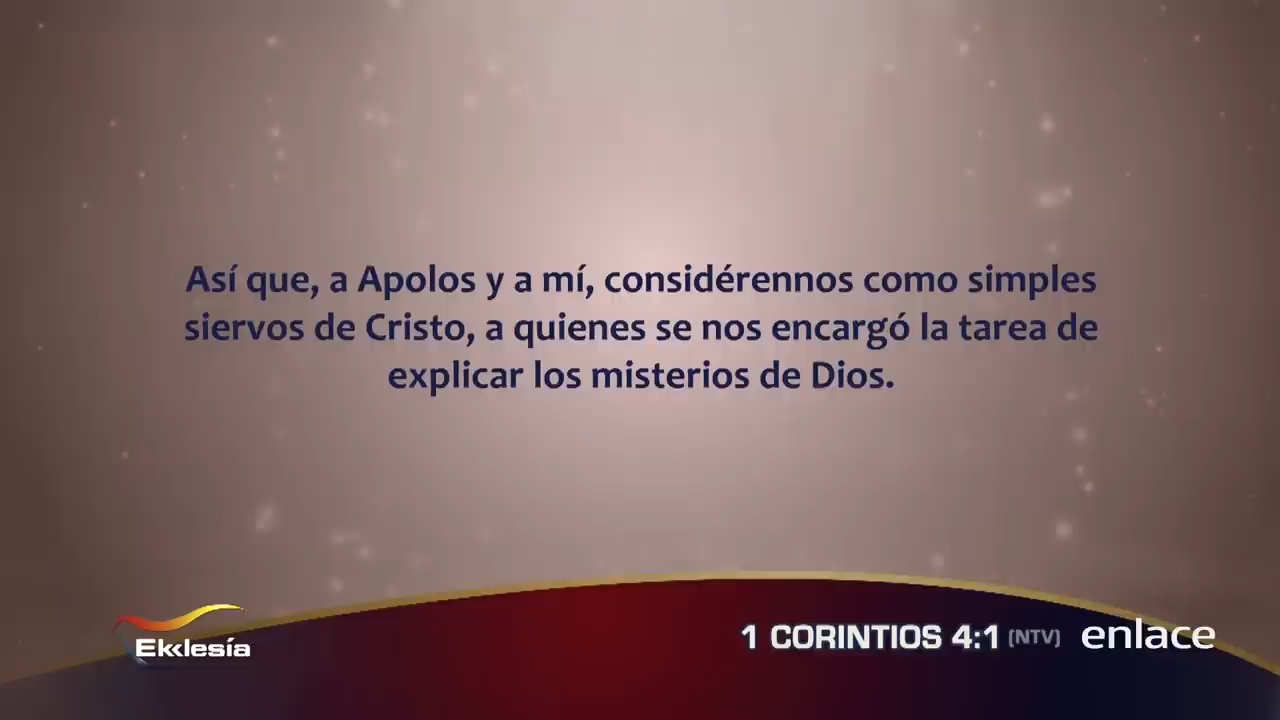 Así que, a Apolos y a mí, considérennos como simples
siervos de Cristo, a quienes se nos encargó la tarea de
explicar los misterios de Dios.
Ekklesía
1 CORINTIOS 4:1 (NTV)
enlace